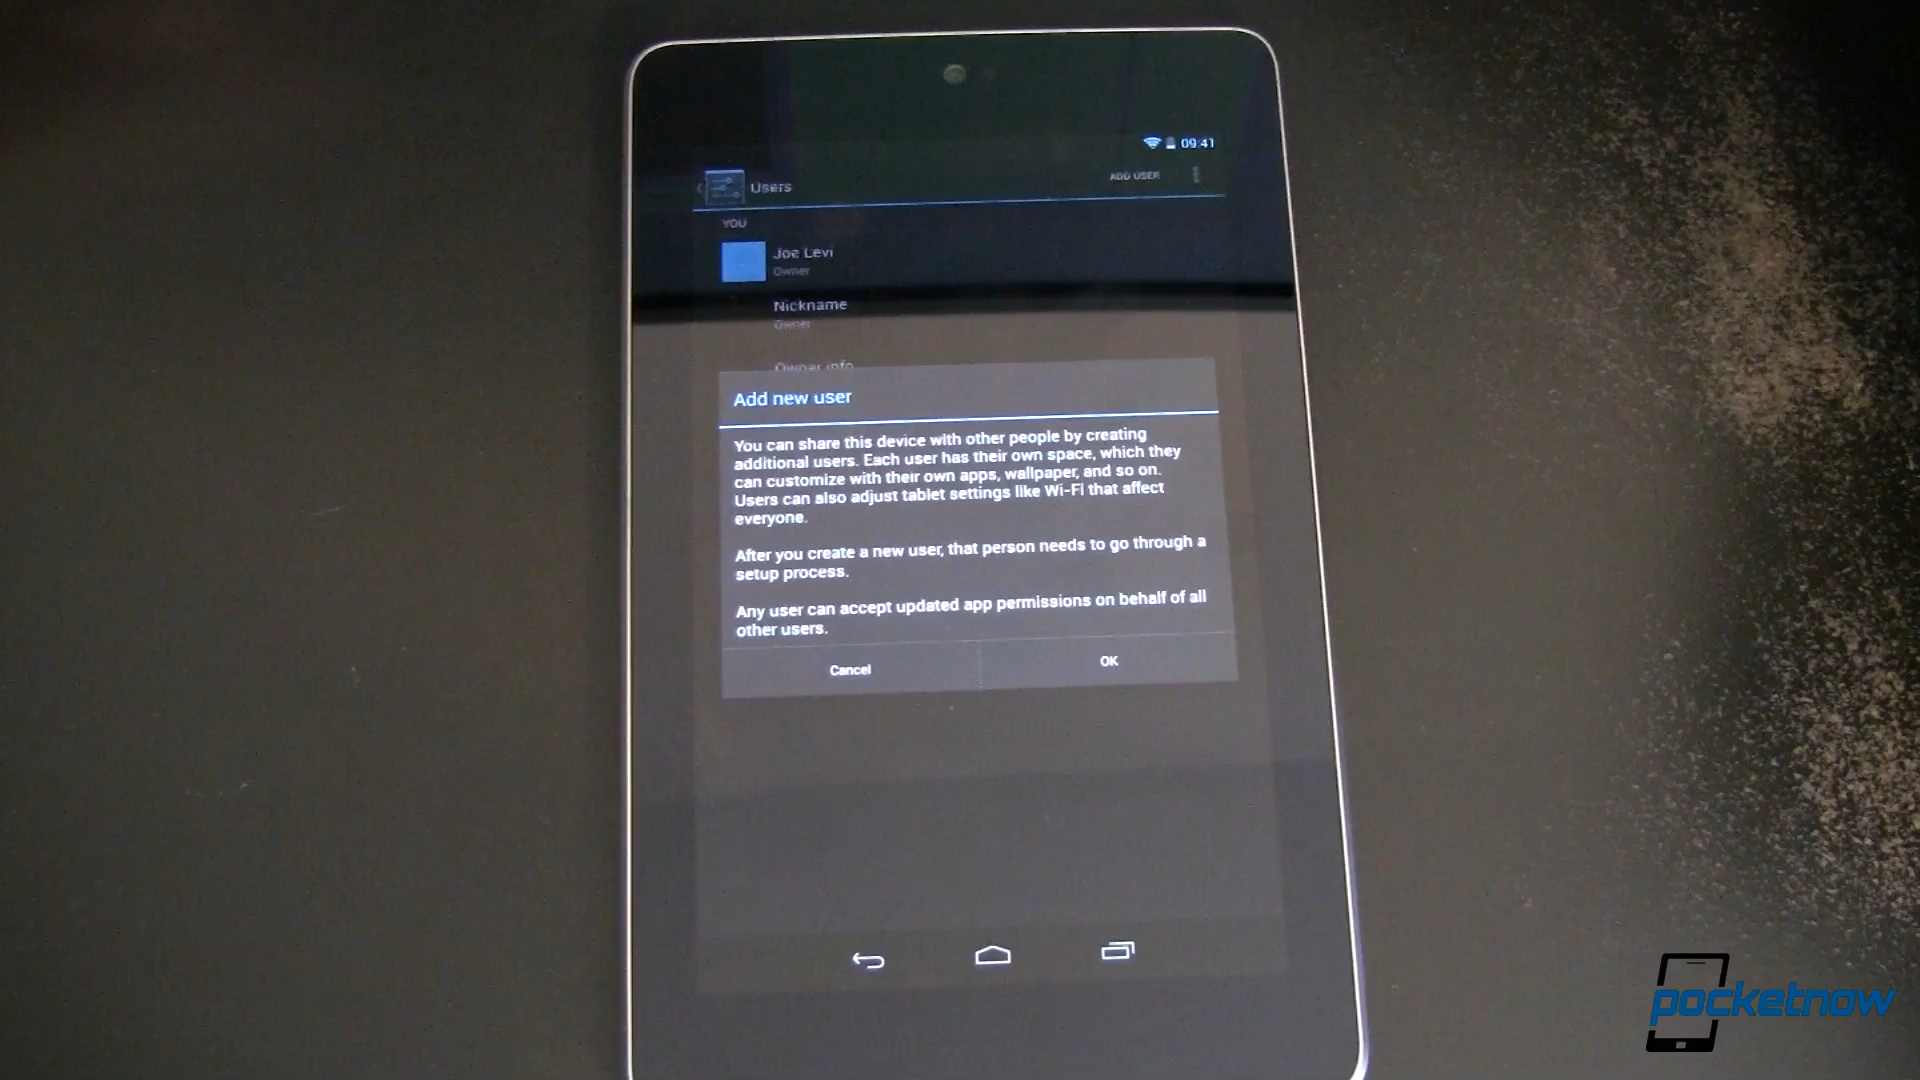 09:41
Users
ADD USER
YOU
Joe Levi
Owner
Nickname
Owner
Owner info
Add new user
You can share this device with other people by creating
additional users. Each user has their own space, which they
can customize with their own apps, wallpaper, and so on.
Users can also adjust tablet settings like Wi-Fi that affect
everyone.
After you create a new user, that person needs to go through a
setup process.
Any user can accept updated app permissions on behalf of all
other users.
Cancel
OK
pocketnow